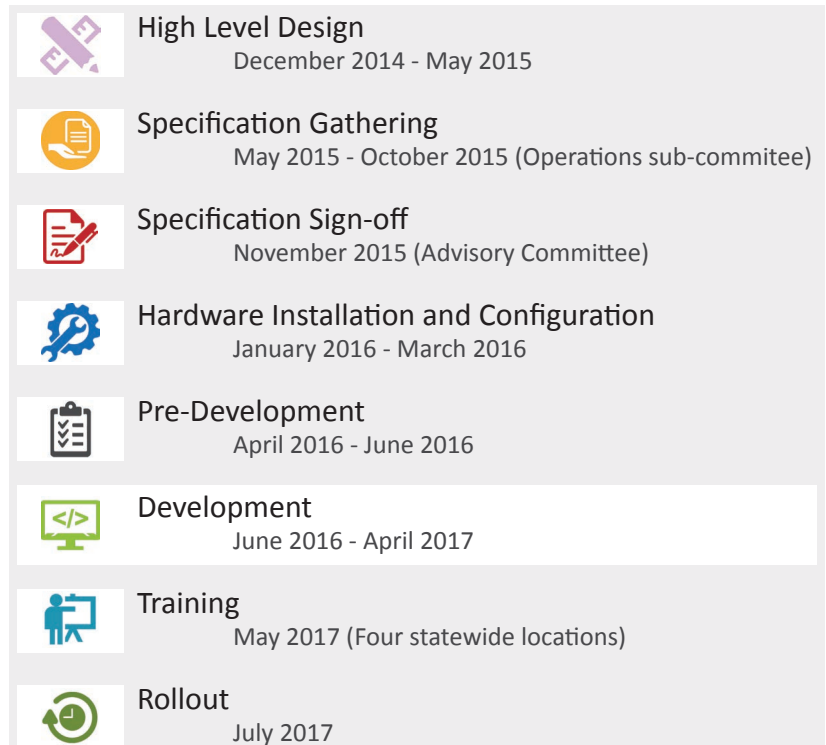 High Level Design
December 2014 - May 2015
Specification Gathering
May 2015 - October 2015 (Operations sub-commitee)
Specification Sign-off
November 2015 (Advisory Committee)
Hardware Installation and Configuration
January 2016 - March 2016
Pre-Development
April 2016 - June 2016
</>
Development
June 2016 - April 2017
Training
May 2017 (Four statewide locations)
Rollout
July 2017